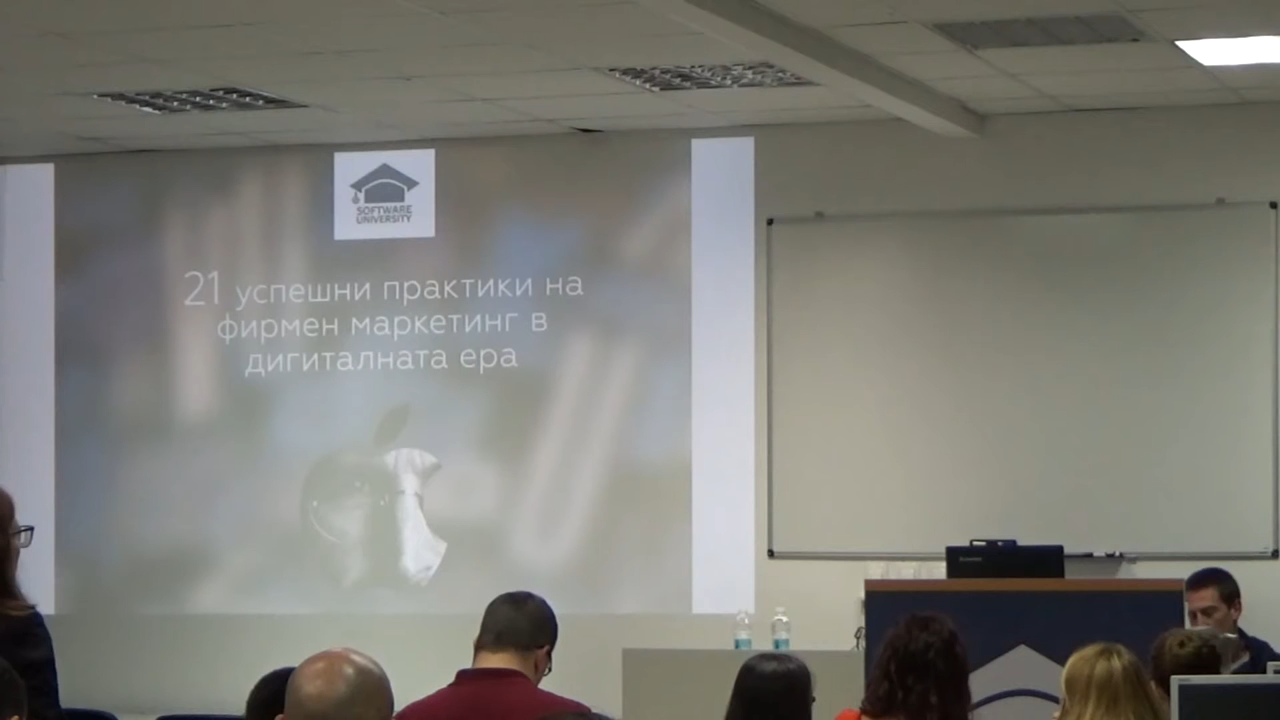 SOFTWARE
UNIVERSITY
21 успешни практики на
фирмен маркетинг в
дигиталната ера